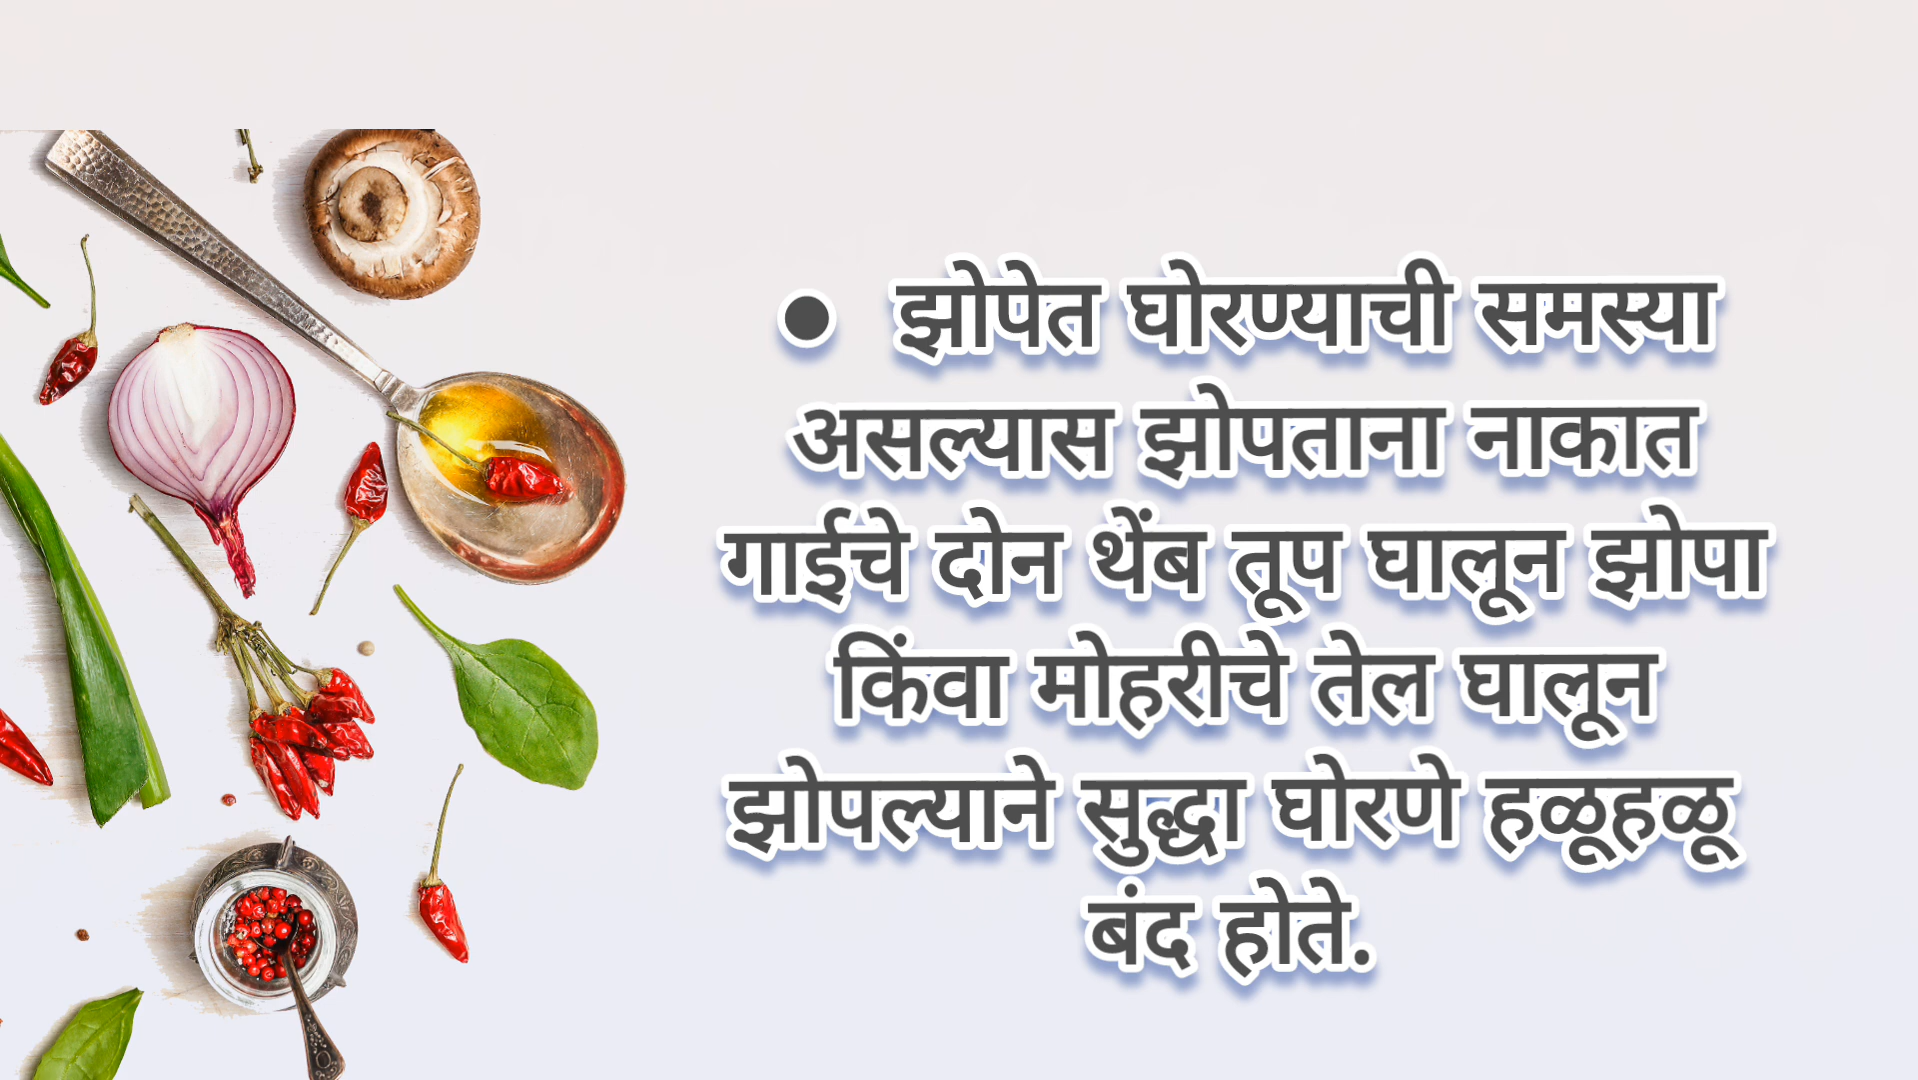 ● झोपेत घोरण्याची समस्या
असल्यास झोपताना नाकात
गाईचे दोन थेंब तूप घालून झोपा
किंवा मोहरीचे तेल घालून
झोपल्याने सुद्धा घोरणे हळूहळू
बंद होते.